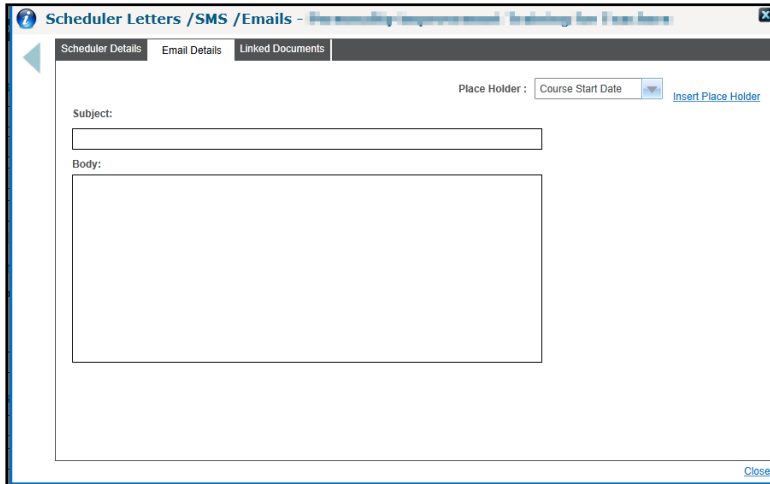 Scheduler Letters /SMS /Emails -
Scheduler Details Email Details Linked Documents
Place Holder : Course Start Date Insert Place Holder
Subject:
Body:
Close